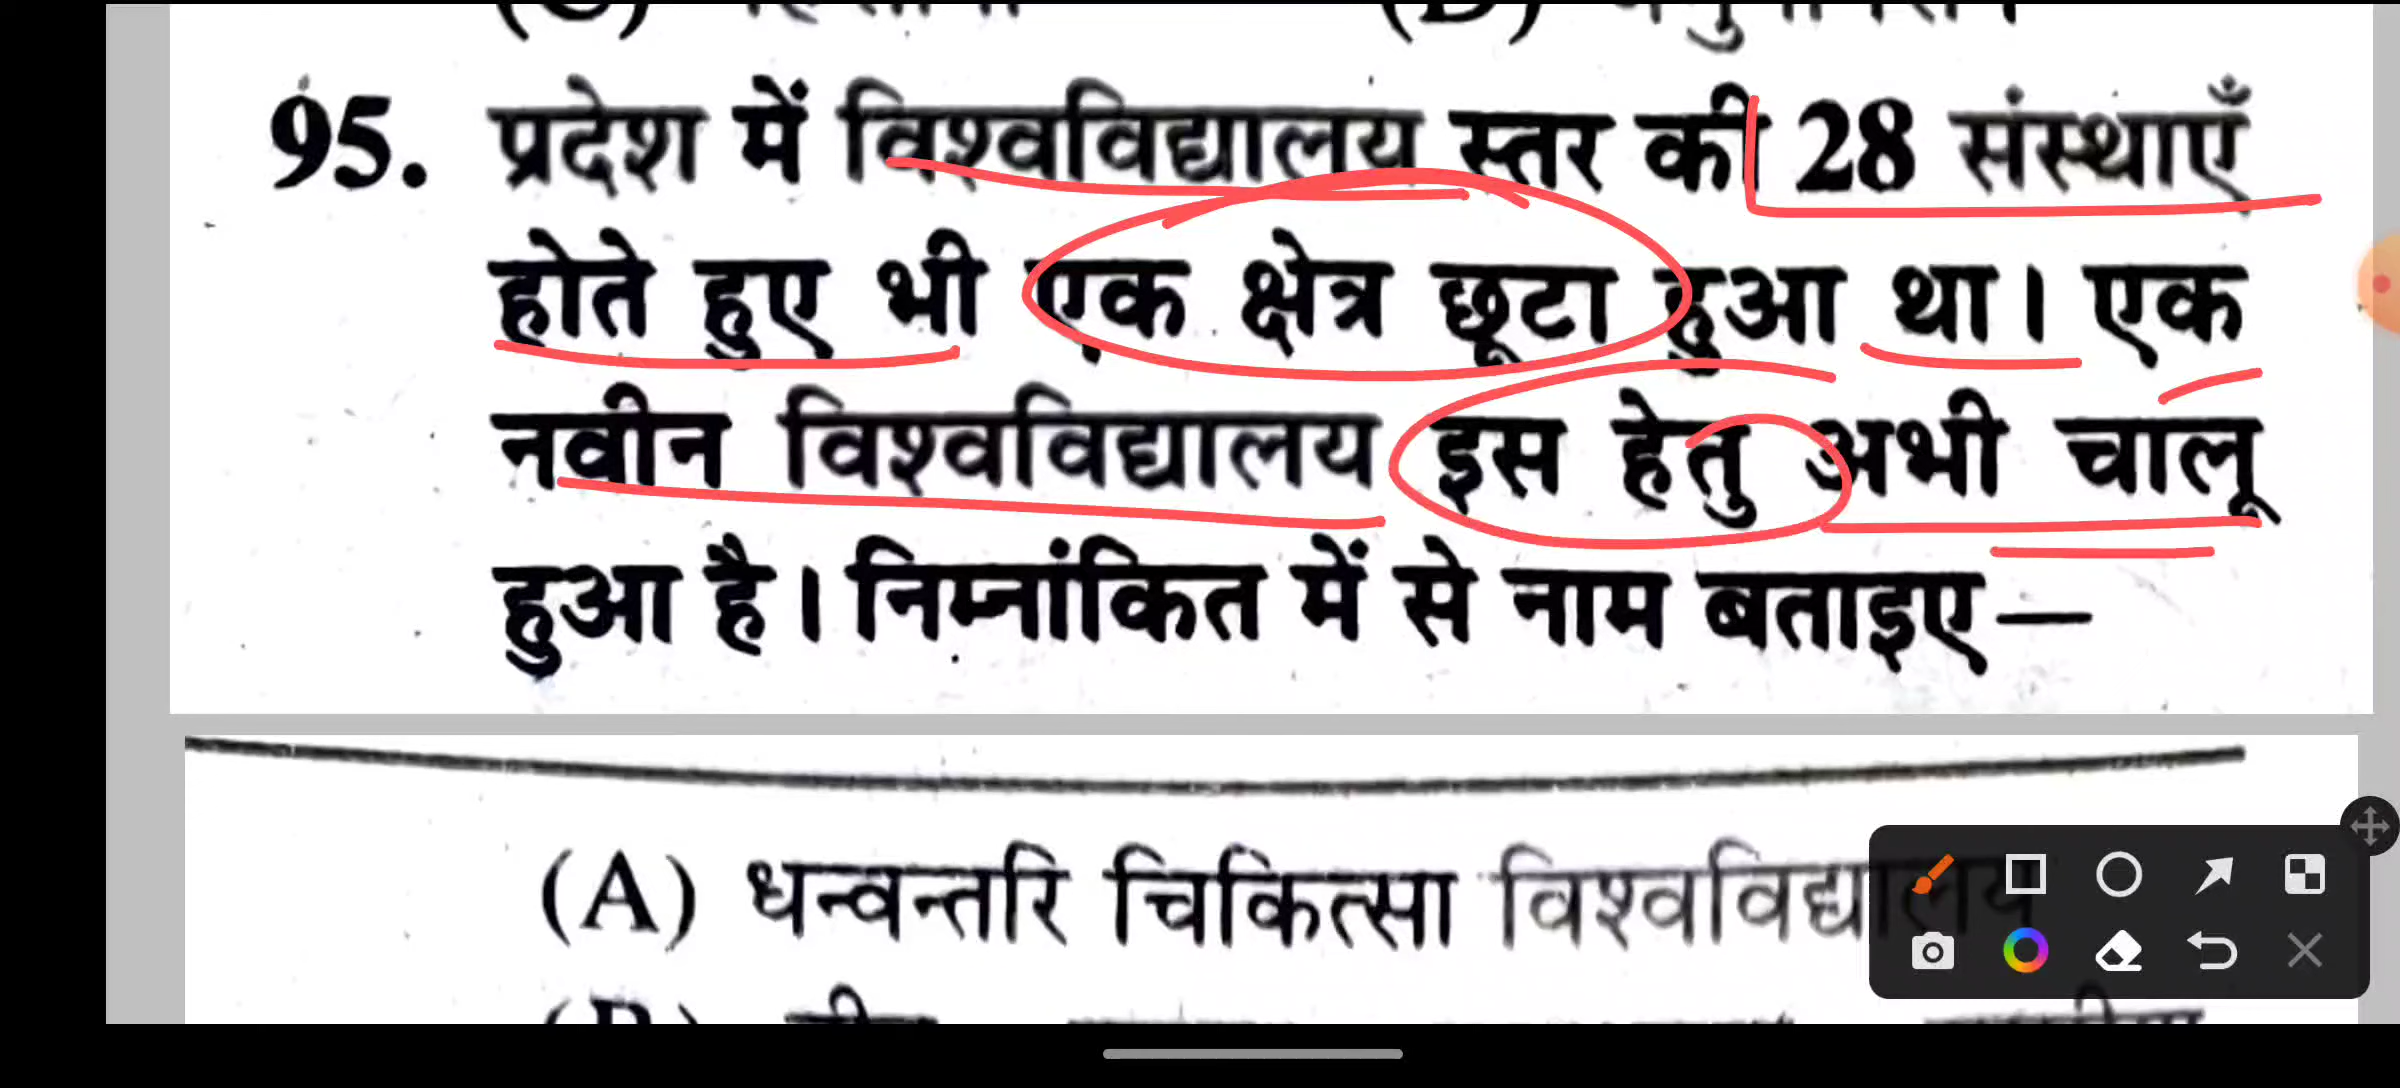 95. प्रदेश में विश्वविद्यालय स्तर की 28 संस्थाएँ
होते हुए भी एक क्षेत्र छूटा हुआ था। एक
नवीन विश्वविद्यालय इस हेतु अभी चालू
हुआ है। निम्नांकित में से नाम बताइए—
(A) धन्वन्तरि चिकित्सा विश्वविद्यालय